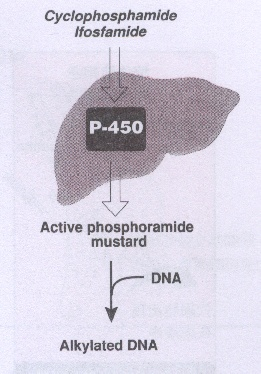 Cyclophosphamide
Ifosfamide
P-450
Active phosphoramide
mustard
DNA
Alkylated DNA